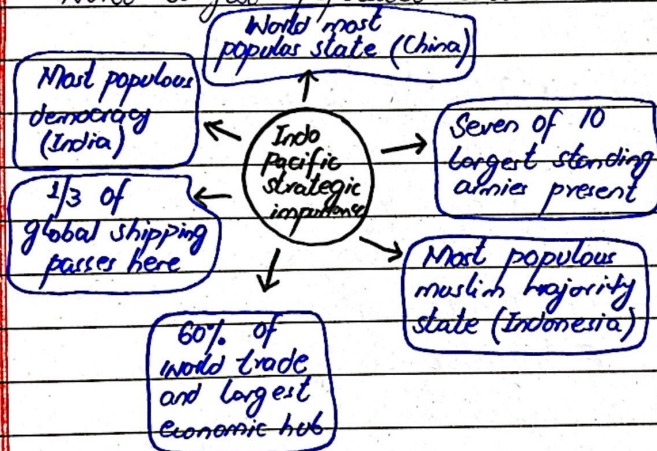 World most
populas state (China)
Most populous
democracy
(India)
Indo
Pacific
strategic
importance
Seven of 10
largest standing
armies present
1/3 of
global shipping
passes here
Most populous
muslim majority
state (Indonesia)
60% of
world trade
and largest
economic hub